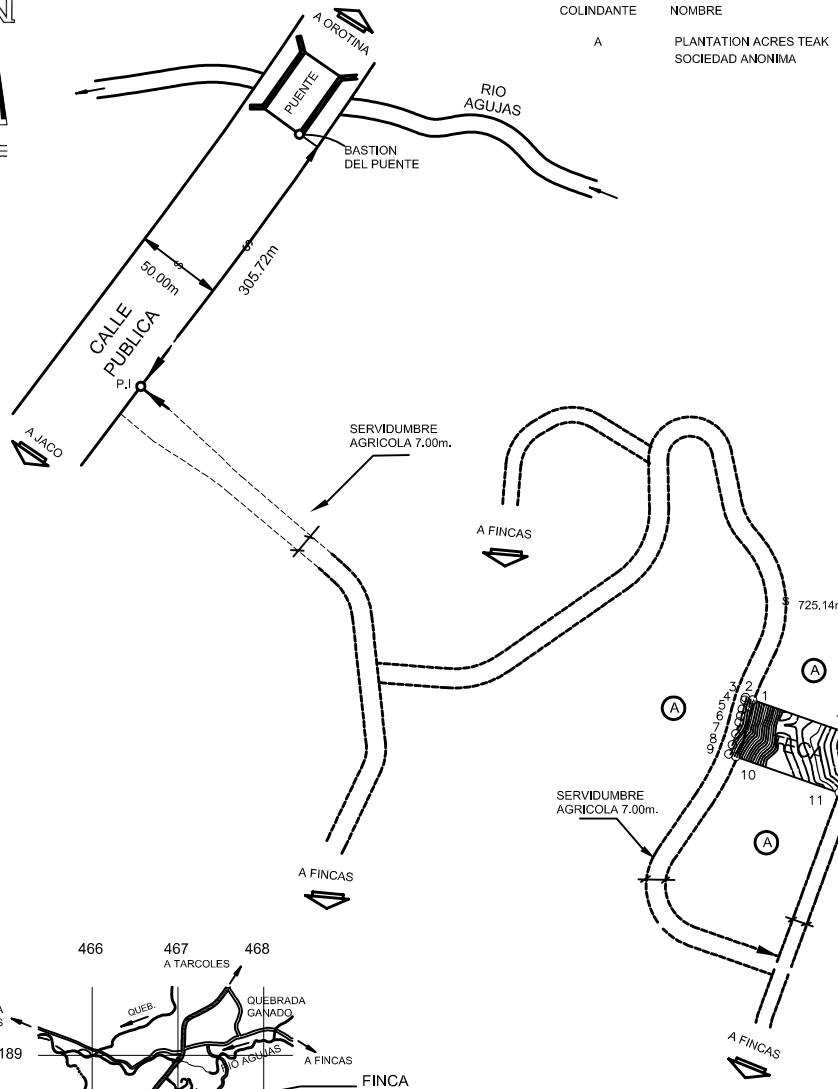 N
COLINDANTE NOMBRE
A PLANTATION ACRES TEAK
SOCIEDAD ANONIMA
A OROTINA
PUENTE
RIO
AGUJAS
BASTION
DEL PUENTE
50.00m
S
S
305.72m
CALLE
PUBLICA
P.I
A JACO
SERVIDUMBRE
AGRICOLA 7.00m.
A FINCAS
S 725.14m
A
A
3 2 1
4
5
6
7
8
9
10
11
TECA
SERVIDUMBRE
AGRICOLA 7.00m.
A
A FINCAS
A FINCAS
466 467 468
A TARCOLES
QUEB.
QUEBRADA
GANADO
189
RIO AGUJAS
A FINCAS
FINCA